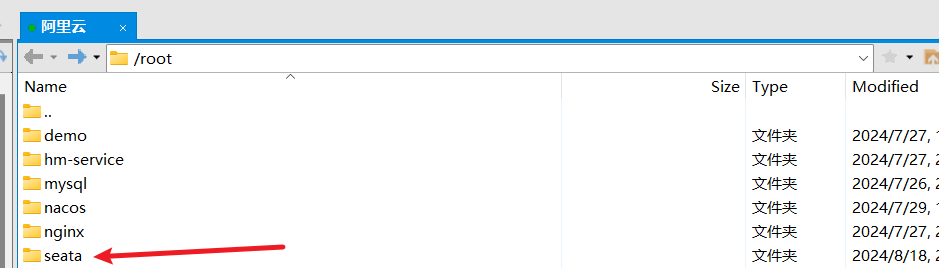 阿里云 ×
/root
Name Size Type Modified
..
demo 文件夹 2024/7/27, 1
hm-service 文件夹 2024/7/27, 2
mysql 文件夹 2024/7/26, 2
nacos 文件夹 2024/7/29, 1
nginx 文件夹 2024/7/27, 2
seata 文件夹 2024/8/18, 2